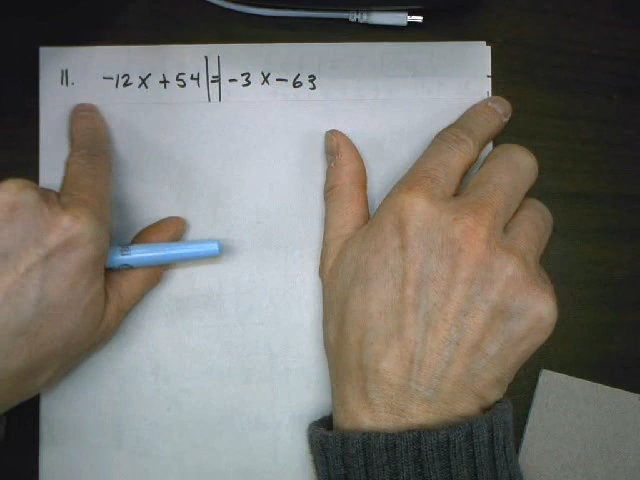 11. -12x + 54 = -3x - 63